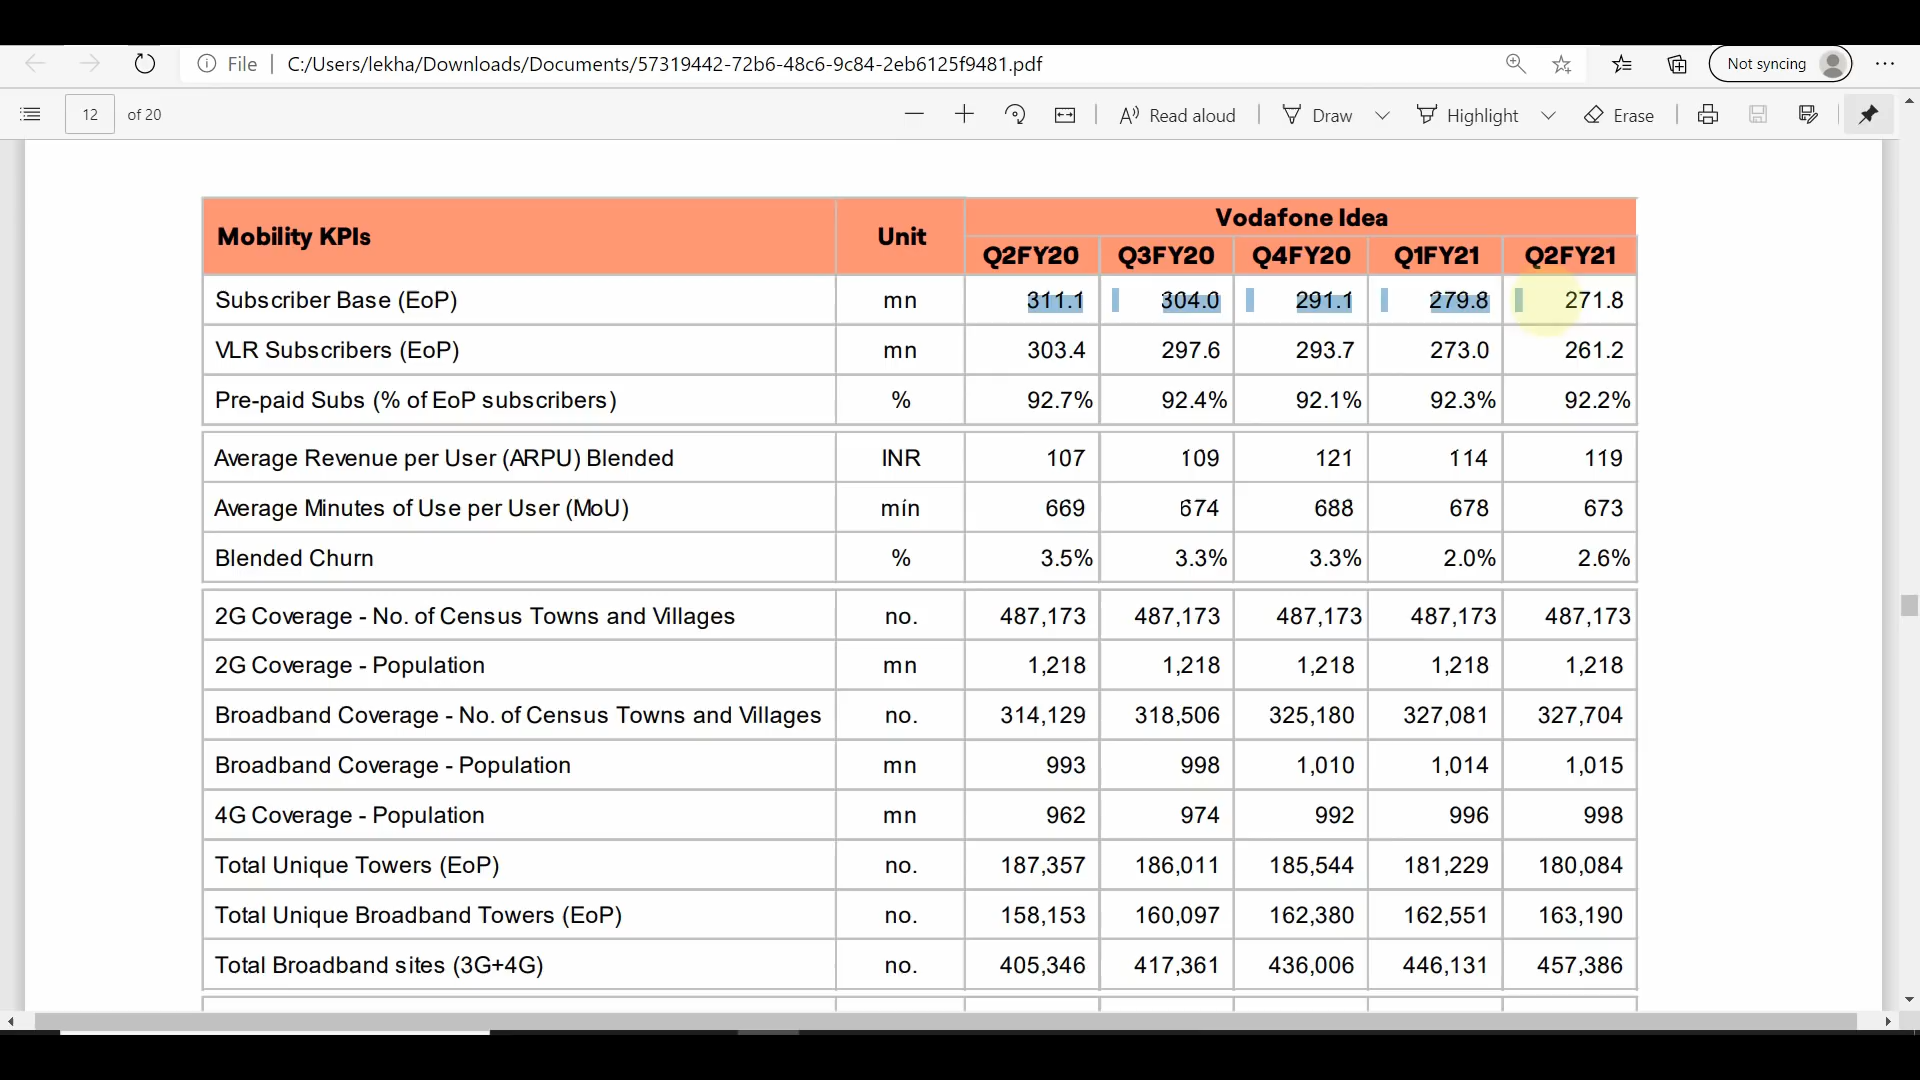 File | C:/Users/lekha/Downloads/Documents/57319442-72b6-48c6-9c84-2eb6125f9481.pdf Not syncing
12 of 20 Read aloud Draw Highlight Erase
Mobility KPIs Unit Vodafone Idea
Q2FY20 Q3FY20 Q4FY20 Q1FY21 Q2FY21
Subscriber Base (EoP) mn 311.1 304.0 291.1 279.8 271.8
VLR Subscribers (EoP) mn 303.4 297.6 293.7 273.0 261.2
Pre-paid Subs (% of EoP subscribers) % 92.7% 92.4% 92.1% 92.3% 92.2%
Average Revenue per User (ARPU) Blended INR 107 109 121 114 119
Average Minutes of Use per User (MoU) min 669 674 688 678 673
Blended Churn % 3.5% 3.3% 3.3% 2.0% 2.6%
2G Coverage - No. of Census Towns and Villages no. 487,173 487,173 487,173 487,173 487,173
2G Coverage - Population mn 1,218 1,218 1,218 1,218 1,218
Broadband Coverage - No. of Census Towns and Villages no. 314,129 318,506 325,180 327,081 327,704
Broadband Coverage - Population mn 993 998 1,010 1,014 1,015
4G Coverage - Population mn 962 974 992 996 998
Total Unique Towers (EoP) no. 187,357 186,011 185,544 181,229 180,084
Total Unique Broadband Towers (EoP) no. 158,153 160,097 162,380 162,551 163,190
Total Broadband sites (3G+4G) no. 405,346 417,361 436,006 446,131 457,386